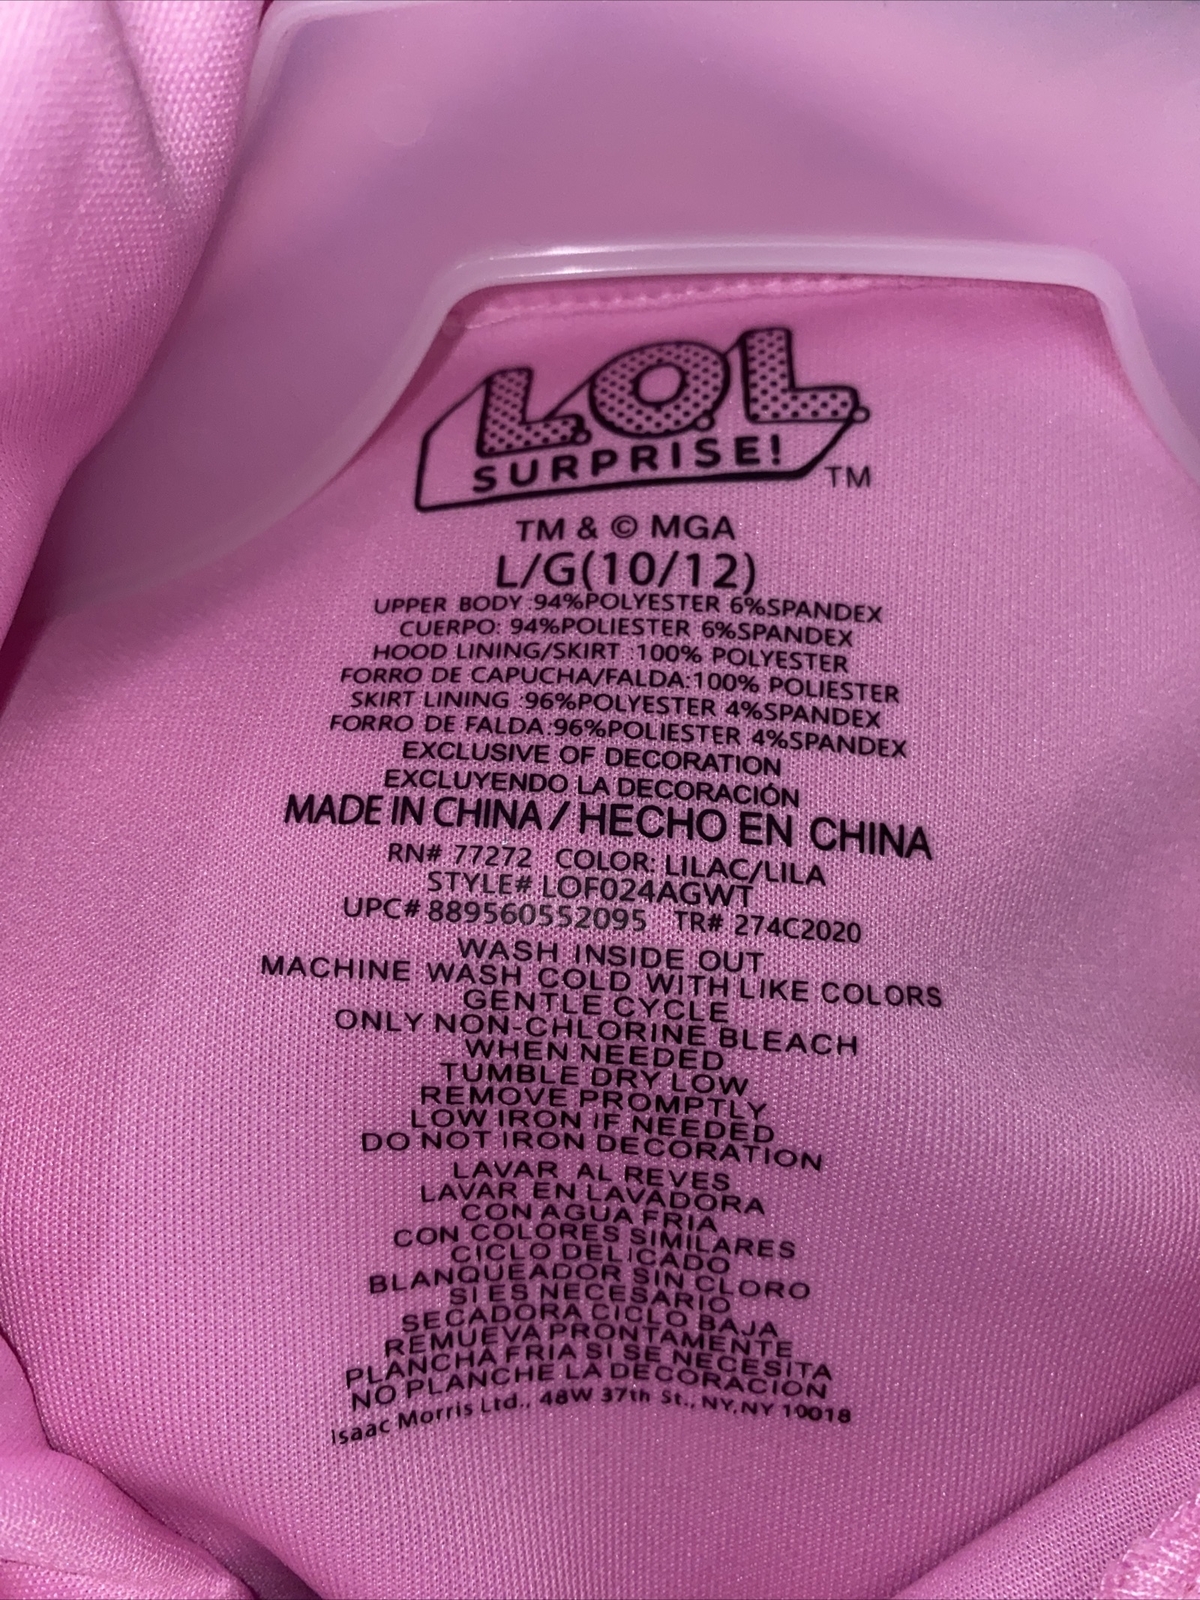 L.O.L.
SURPRISE! TM
TM & © MGA
L/G(10/12)
UPPER BODY :94%POLYESTER 6%SPANDEX
CUERPO: 94%POLIESTER 6%SPANDEX
HOOD LINING/SKIRT :100% POLYESTER
FORRO DE CAPUCHA/FALDA:100% POLIESTER
SKIRT LINING :96%POLYESTER 4%SPANDEX
FORRO DE FALDA:96%POLIESTER 4%SPANDEX
EXCLUSIVE OF DECORATION
EXCLUYENDO LA DECORACIÓN
MADE IN CHINA / HECHO EN CHINA
RN# 77272 COLOR: LILAC/LILA
STYLE# LOF024AGWT
UPC# 889560552095 TR# 274C2020
WASH INSIDE OUT
MACHINE WASH COLD WITH LIKE COLORS
GENTLE CYCLE
ONLY NON-CHLORINE BLEACH
WHEN NEEDED
TUMBLE DRY LOW
REMOVE PROMPTLY
LOW IRON IF NEEDED
DO NOT IRON DECORATION
LAVAR AL REVES
LAVAR EN LAVADORA
CON AGUA FRIA
CON COLORES SIMILARES
CICLO DELICADO
BLANQUEADOR SIN CLORO
SI ES NECESARIO
SECADORA CICLO BAJA
REMUEVA PRONTAMENTE
PLANCHA FRIA SI SE NECESITA
NO PLANCHE LA DECORACION
Isaac Morris Ltd., 48W 37th St., NY,NY 10018